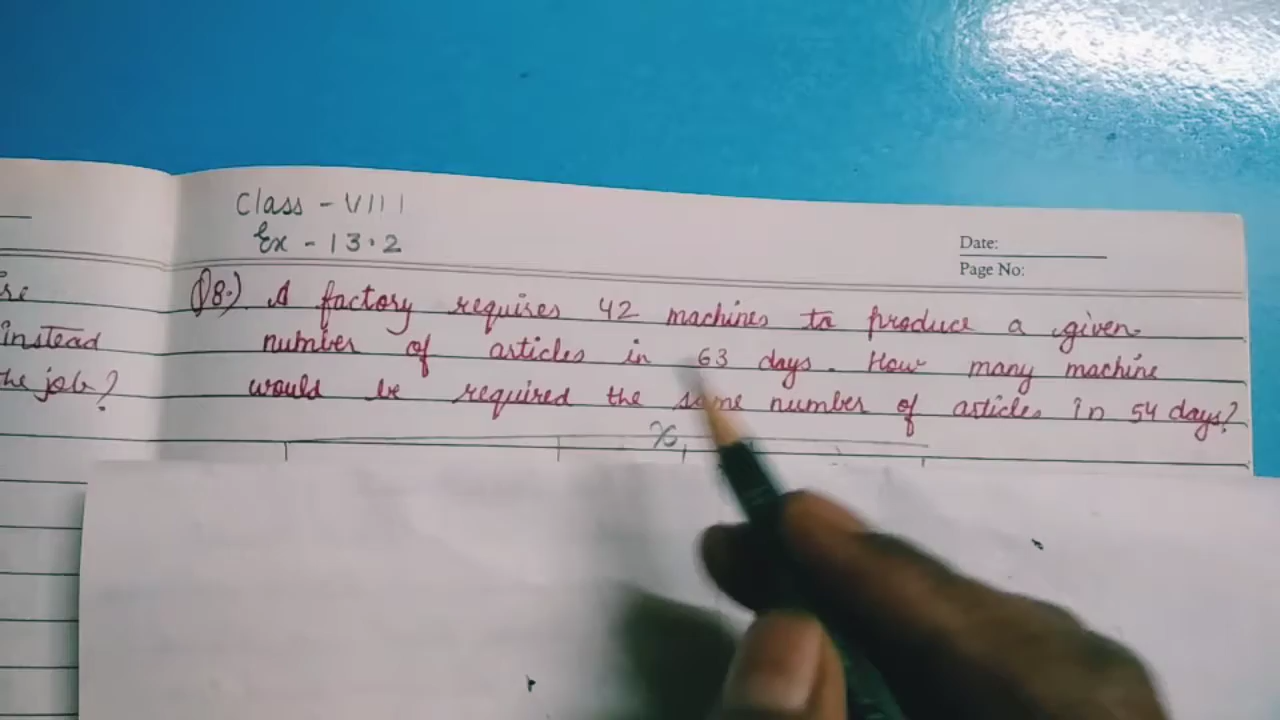 Class - VIII
Ex - 13.2
Date:
Page No:
Q8.) A factory requires 42 machines to produce a given
number of articles in 63 days. How many machine
would be required the same number of articles in 54 days?
x
instead
the job?